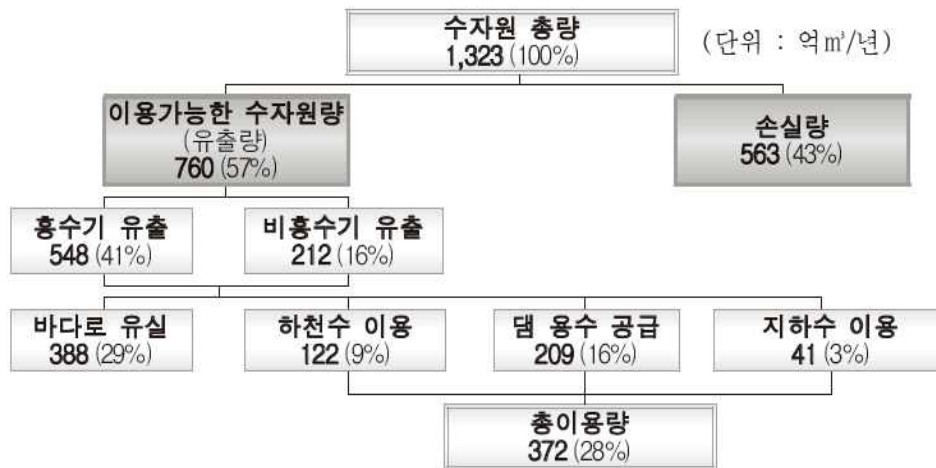 수자원 총량
1,323 (100%)
(단위 : 억㎥/년)
이용가능한 수자원량
(유출량)
760 (57%)
손실량
563 (43%)
홍수기 유출
548 (41%)
비홍수기 유출
212 (16%)
바다로 유실
388 (29%)
하천수 이용
122 (9%)
댐 용수 공급
209 (16%)
지하수 이용
41 (3%)
총이용량
372 (28%)